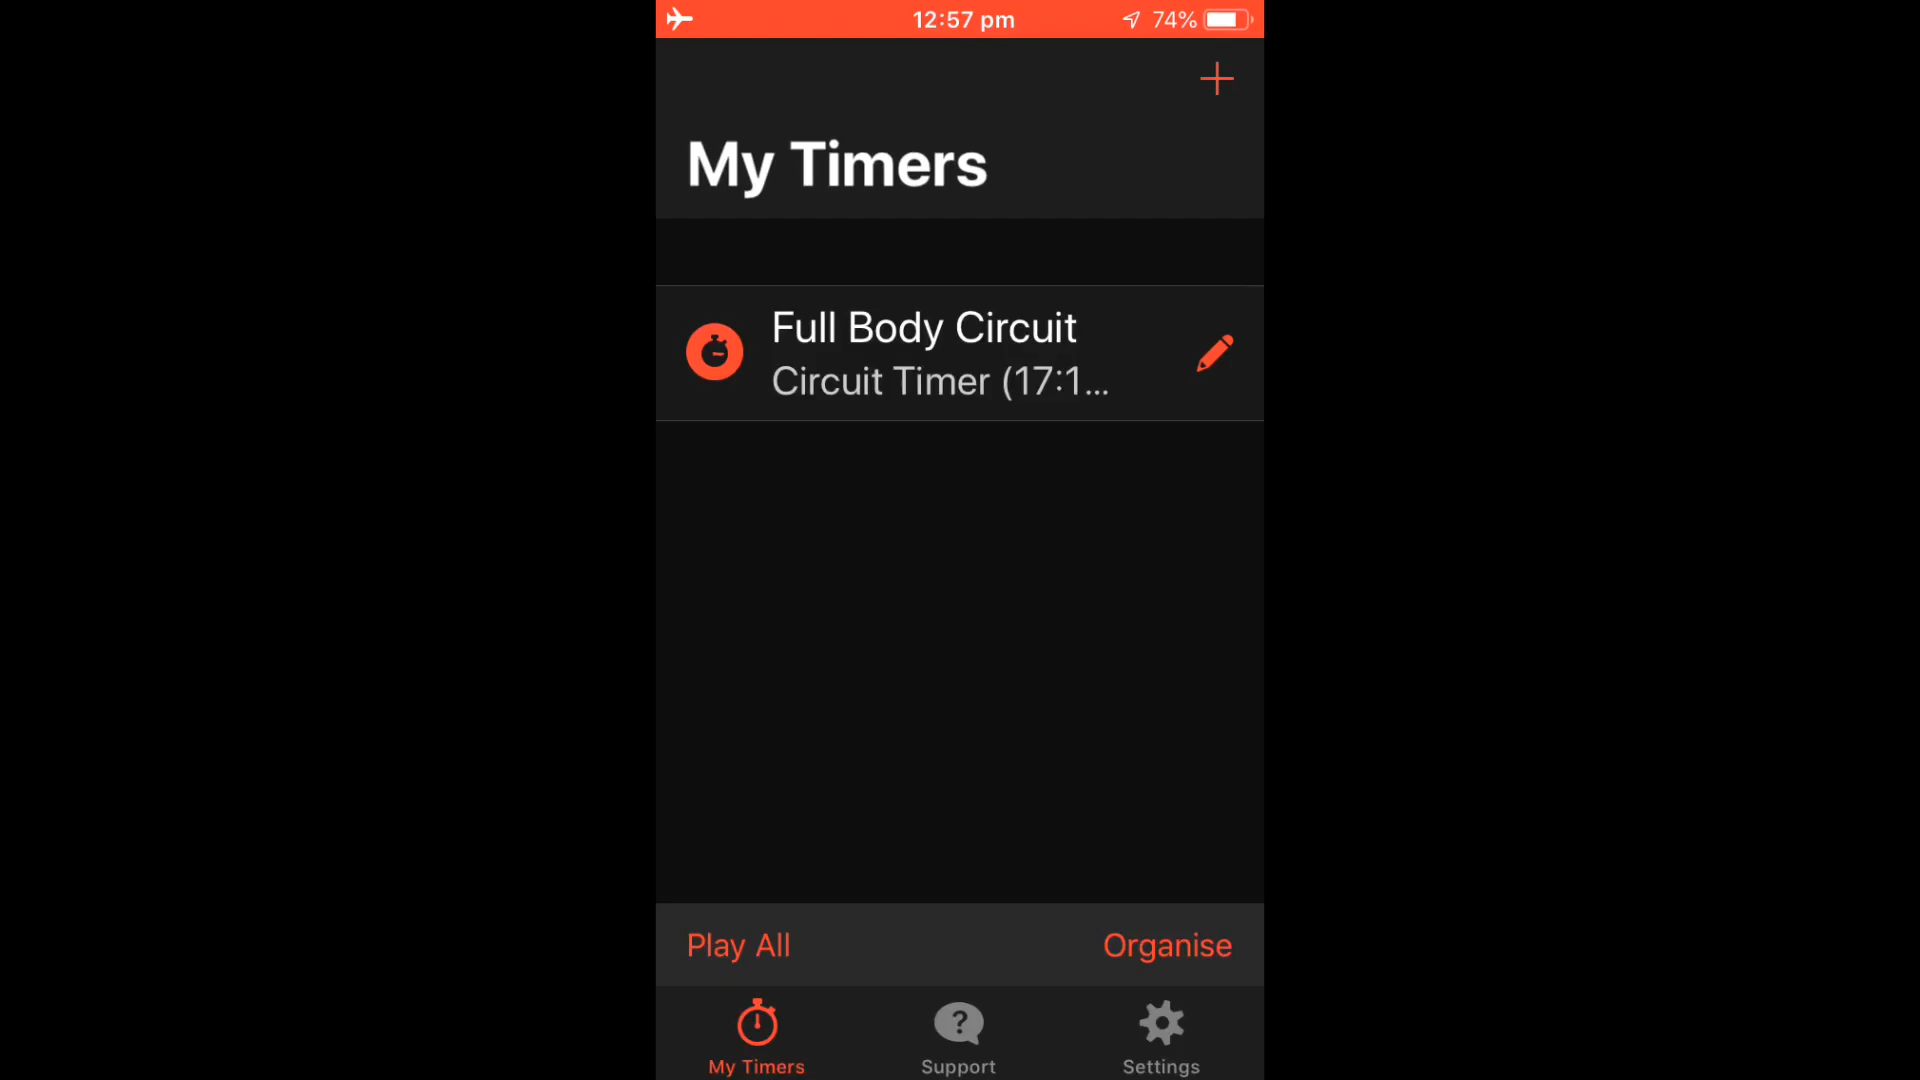 12:57 pm
74%
My Timers
Full Body Circuit
Circuit Timer (17:1...
Play All
Organise
My Timers
Support
Settings